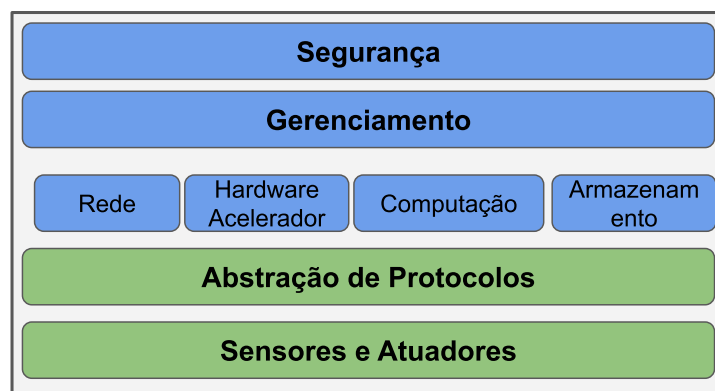 Segurança
Gerenciamento
Rede
Hardware
Acelerador
Computação
Armazenam
ento
Abstração de Protocolos
Sensores e Atuadores